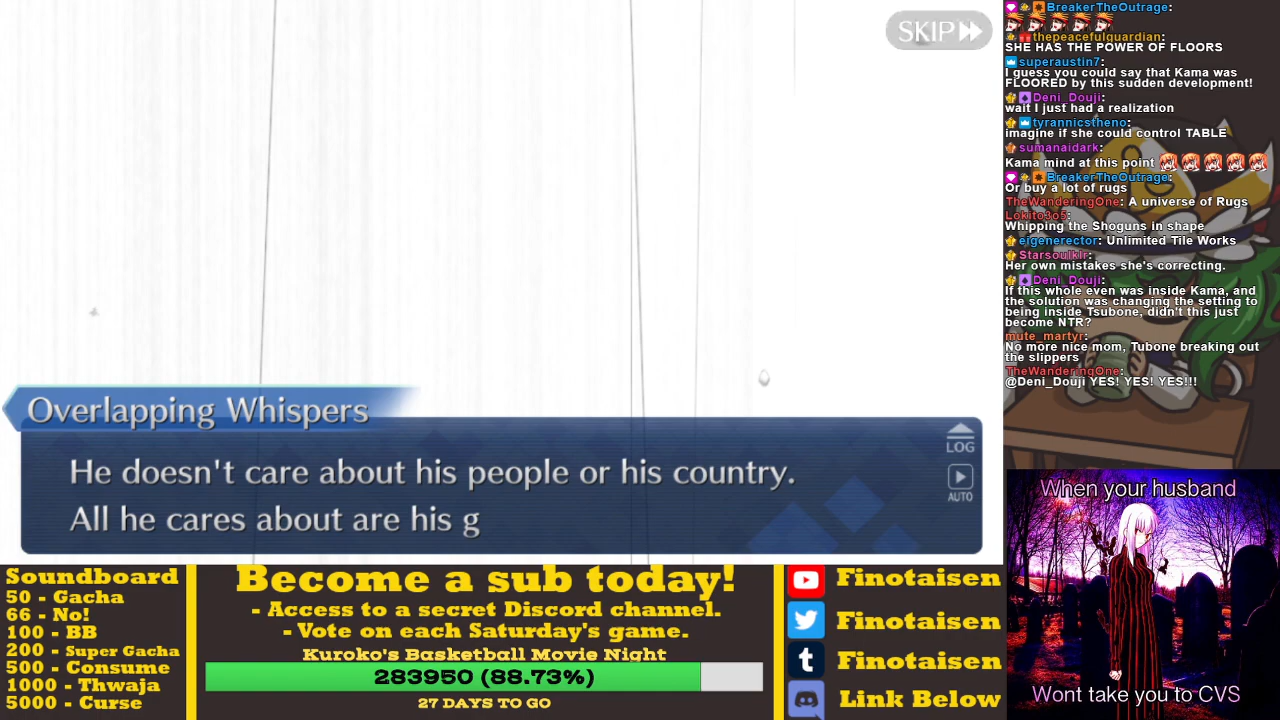 SKIP
Overlapping Whispers
He doesn't care about his people or his country.
All he cares about are his g
LOG
AUTO
BreakerTheOutrage:
thepeacefulguardian:
SHE HAS THE POWER OF FLOORS
superaustin7:
I guess you could say that Kama was
FLOORED by this sudden development!
Deni_Douji:
wait I just had a realization
tyrannicstheno:
imagine if she could control TABLE
sumanaidark:
Kama mind at this point
BreakerTheOutrage:
Or buy a lot of rugs
TheWanderingOne: A universe of Rugs
Lokito3o5:
Whipping the Shoguns in shape
eigenerector: Unlimited Tile Works
Starsoulklr:
Her own mistakes she's correcting.
Deni_Douji:
If this whole even was inside Kama, and
the solution was changing the setting to
being inside Tsubone, didn't this just
become NTR?
mute_martyr:
No more nice mom, Tubone breaking out
the slippers
TheWanderingOne:
@Deni_Douji YES! YES! YES!!!
When your husband
Wont take you to CVS
Soundboard
50 - Gacha
66 - No!
100 - BB
200 - Super Gacha
500 - Consume
1000 - Thwaja
5000 - Curse
Become a sub today!
- Access to a secret Discord channel.
- Vote on each Saturday's game.
Kuroko's Basketball Movie Night
283950 (88.73%)
27 DAYS TO GO
Finotaisen
Finotaisen
Finotaisen
Link Below